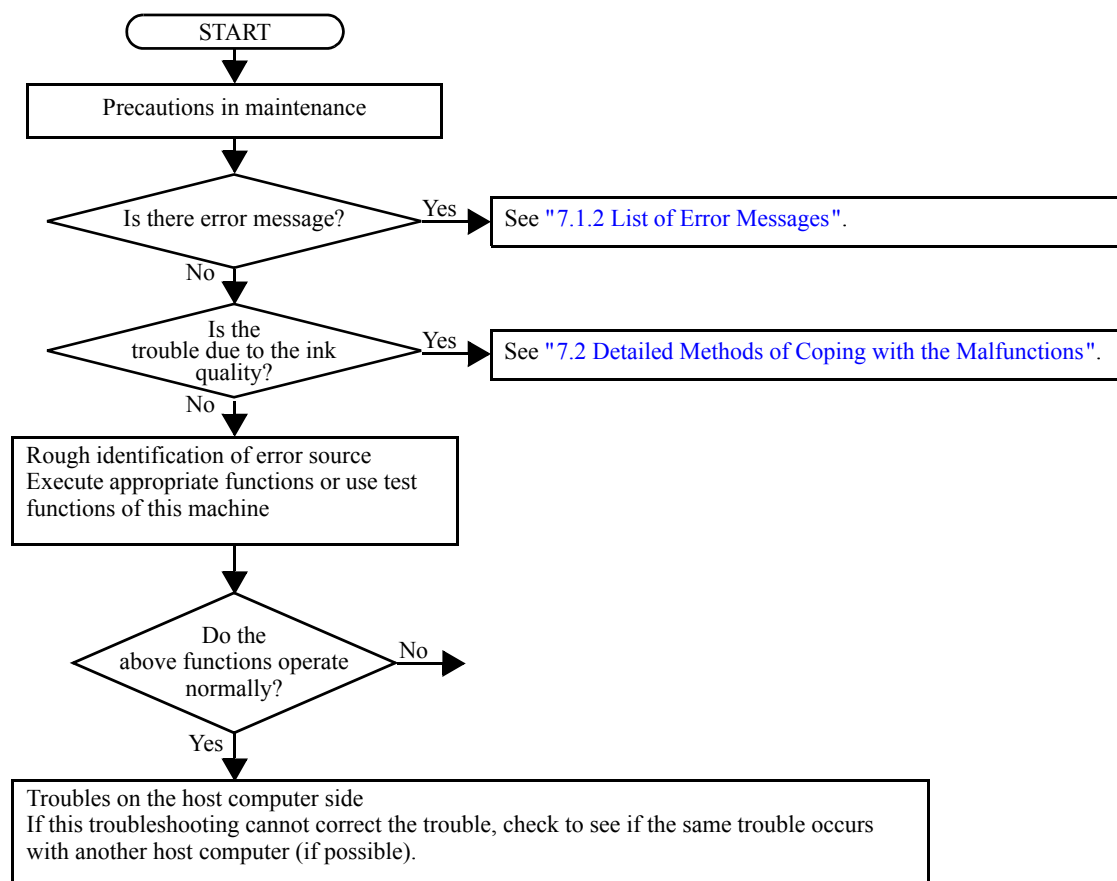 START
Precautions in maintenance
Is there error message?
Yes
See "7.1.2 List of Error Messages".
No
Is the
trouble due to the ink
quality?
Yes
See "7.2 Detailed Methods of Coping with the Malfunctions".
No
Rough identification of error source
Execute appropriate functions or use test
functions of this machine
Do the
above functions operate
normally?
No
Yes
Troubles on the host computer side
If this troubleshooting cannot correct the trouble, check to see if the same trouble occurs
with another host computer (if possible).